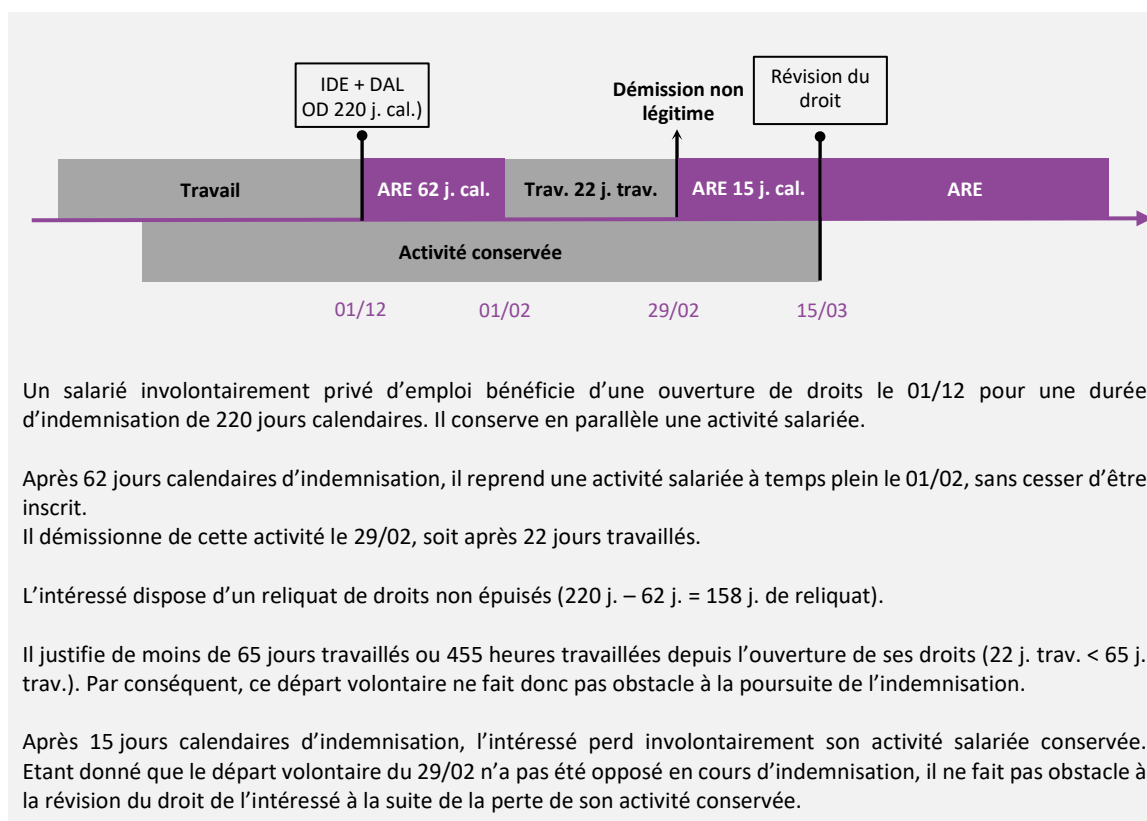 IDE + DAL
OD 220 j. cal.)
Démission non
légitime
Révision du
droit
Travail
ARE 62 j. cal.
Trav. 22 j. trav.
ARE 15 j. cal.
ARE
Activité conservée
01/12
01/02
29/02
15/03
Un salarié involontairement privé d’emploi bénéficie d’une ouverture de droits le 01/12 pour une durée
d’indemnisation de 220 jours calendaires. Il conserve en parallèle une activité salariée.
Après 62 jours calendaires d’indemnisation, il reprend une activité salariée à temps plein le 01/02, sans cesser d’être
inscrit.
Il démissionne de cette activité le 29/02, soit après 22 jours travaillés.
L’intéressé dispose d’un reliquat de droits non épuisés (220 j. – 62 j. = 158 j. de reliquat).
Il justifie de moins de 65 jours travaillés ou 455 heures travaillées depuis l’ouverture de ses droits (22 j. trav. < 65 j.
trav.). Par conséquent, ce départ volontaire ne fait donc pas obstacle à la poursuite de l’indemnisation.
Après 15 jours calendaires d’indemnisation, l’intéressé perd involontairement son activité salariée conservée.
Etant donné que le départ volontaire du 29/02 n’a pas été opposé en cours d’indemnisation, il ne fait pas obstacle à
la révision du droit de l’intéressé à la suite de la perte de son activité conservée.